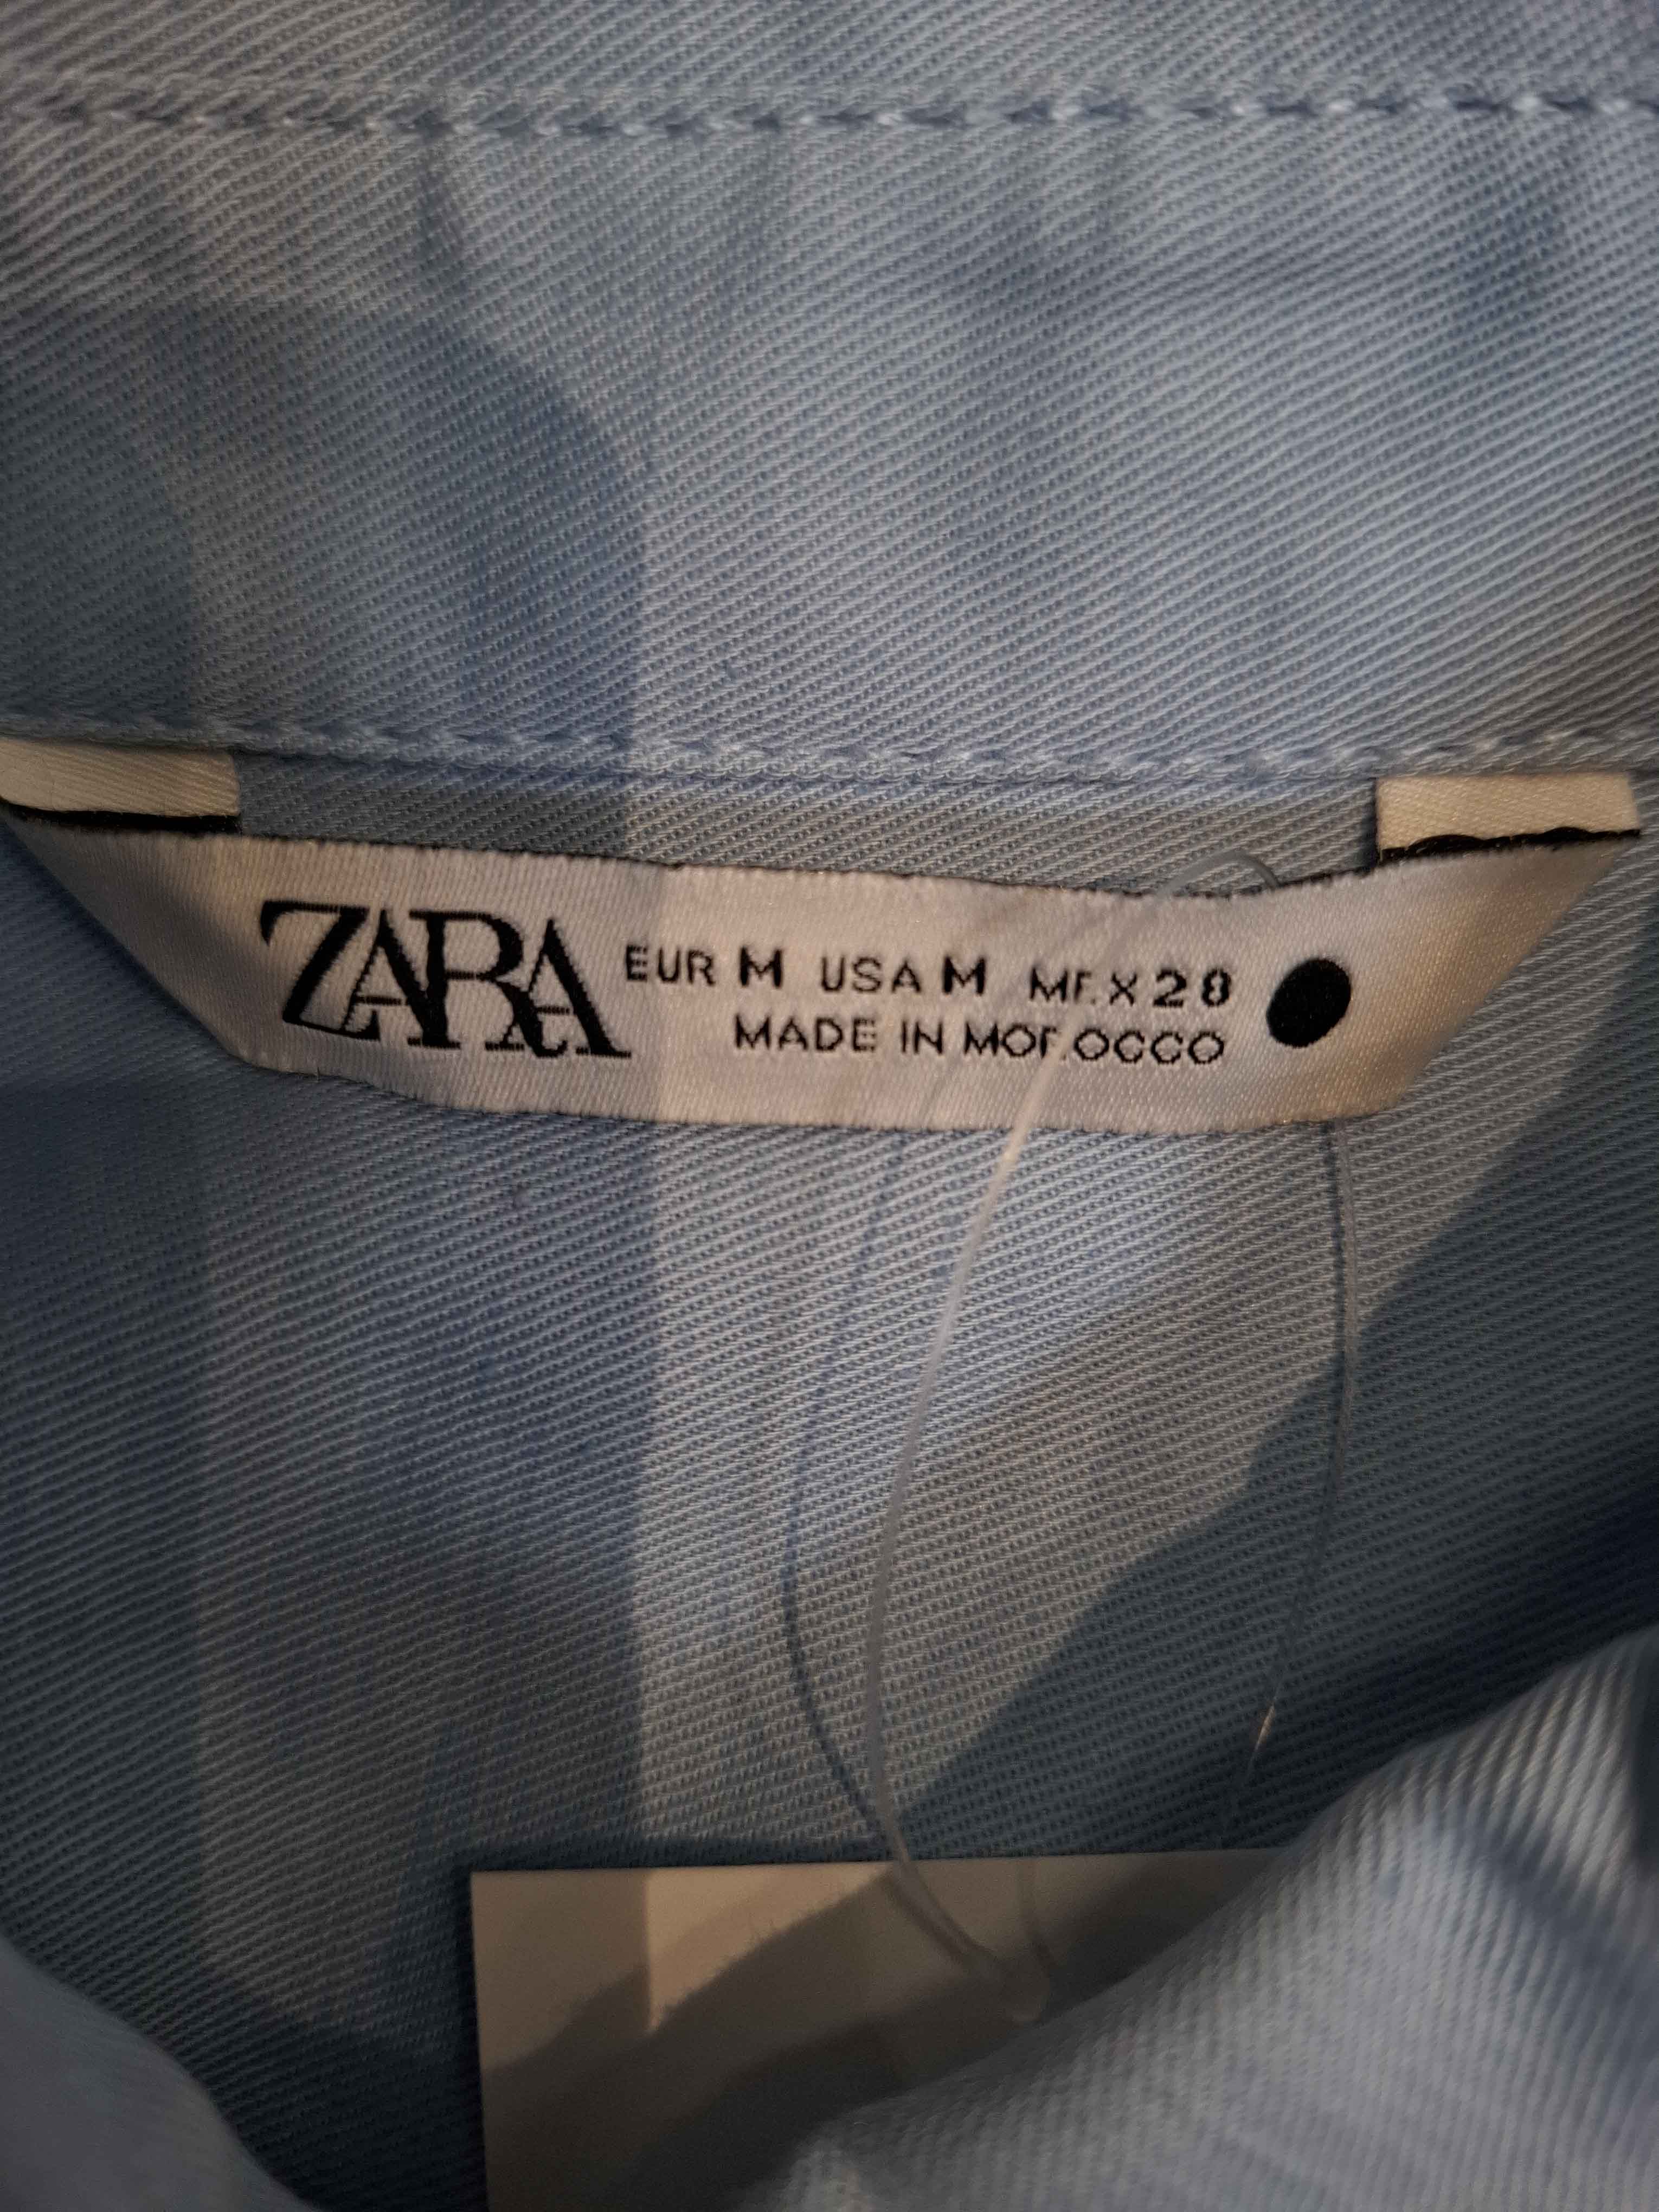 ZARA EUR M USA M MEX 28
MADE IN MOROCCO